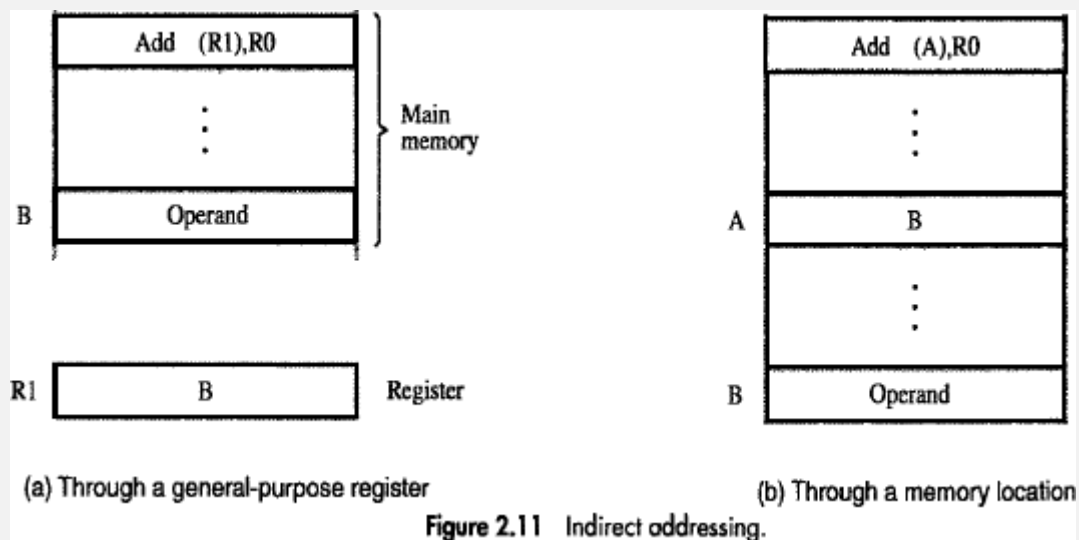 Add (R1),R0
Main
memory
B Operand
R1 B Register
(a) Through a general-purpose register
Add (A),R0
A B
B Operand
(b) Through a memory location
Figure 2.11 Indirect addressing.